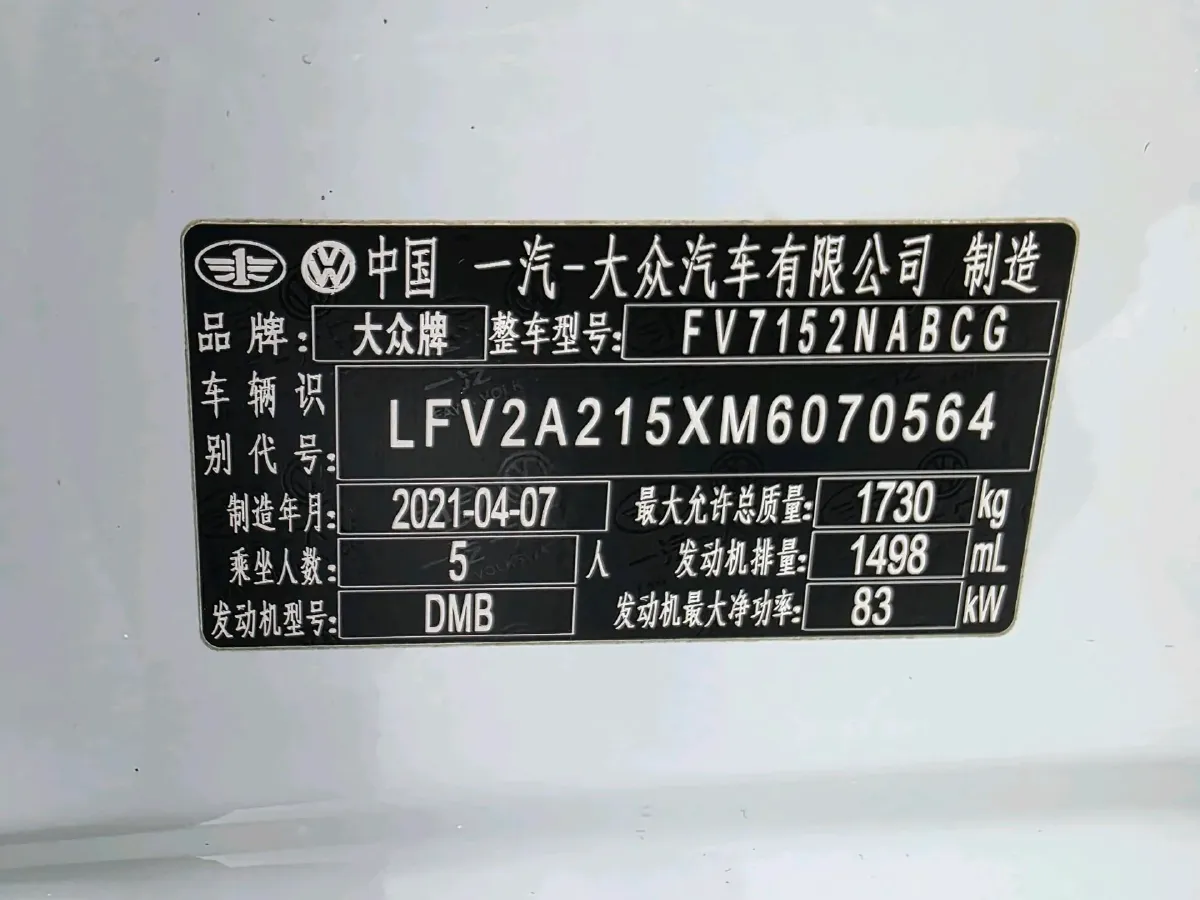 中国 一汽-大众汽车有限公司 制造
品牌: 大众牌 整车型号: FV7152NABCG
车辆识别代号: LFV2A215XM6070564
制造年月: 2021-04-07 最大允许总质量: 1730 kg
乘坐人数: 5 人 发动机排量: 1498 mL
发动机型号: DMB 发动机最大净功率: 83 kW